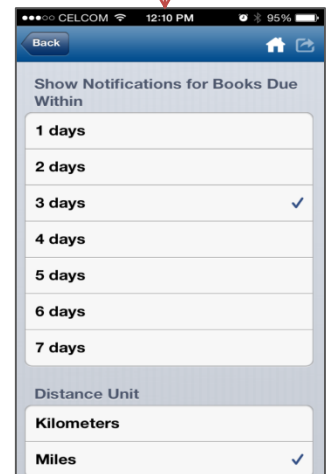 CELCOM 12:10 PM 95%
Back
Show Notifications for Books Due
Within
1 days
2 days
3 days
4 days
5 days
6 days
7 days
Distance Unit
Kilometers
Miles